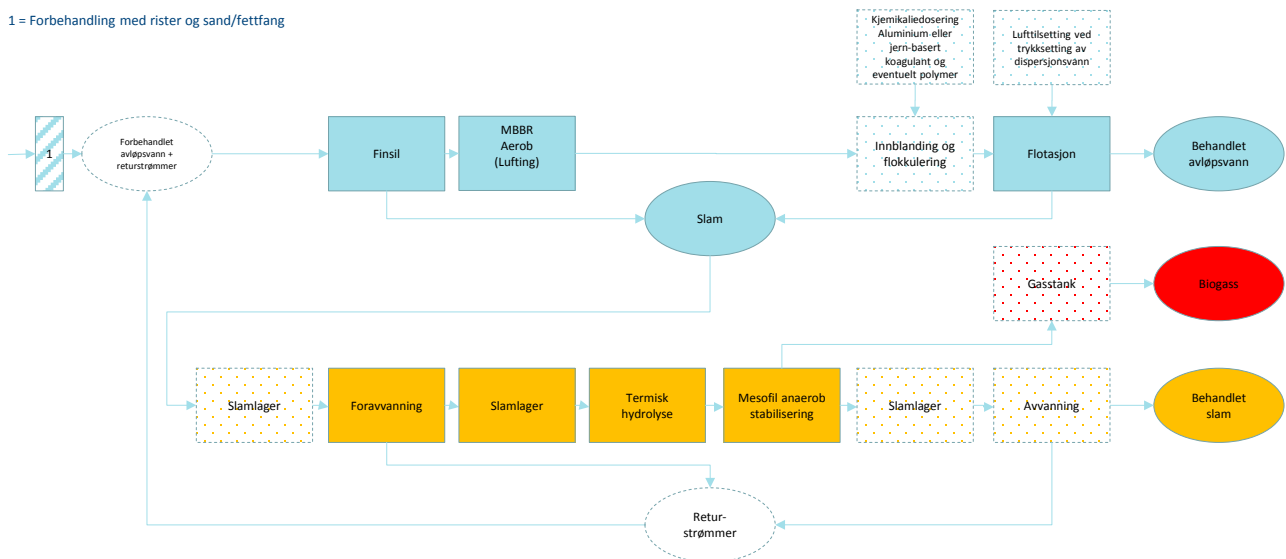 1 = Forbehandling med rister og sand/fettfang
Kjemikaliedosering
Aluminium eller
jern-basert
koagulant og
eventuelt polymer
Lufttilsetting ved
trykksetting av
dispersjonsvann
1
Forbehandlet
avløpsvann +
returstrømmer
Finsil
MBBR
Aerob
(Lufting)
Innblanding og
flokkulering
Flotasjon
Behandlet
avløpsvann
Slam
Gasstank
Biogass
Slamlager
Foravvanning
Slamlager
Termisk
hydrolyse
Mesofil anaerob
stabilisering
Slamlager
Avvanning
Behandlet
slam
Retur-
strømmer